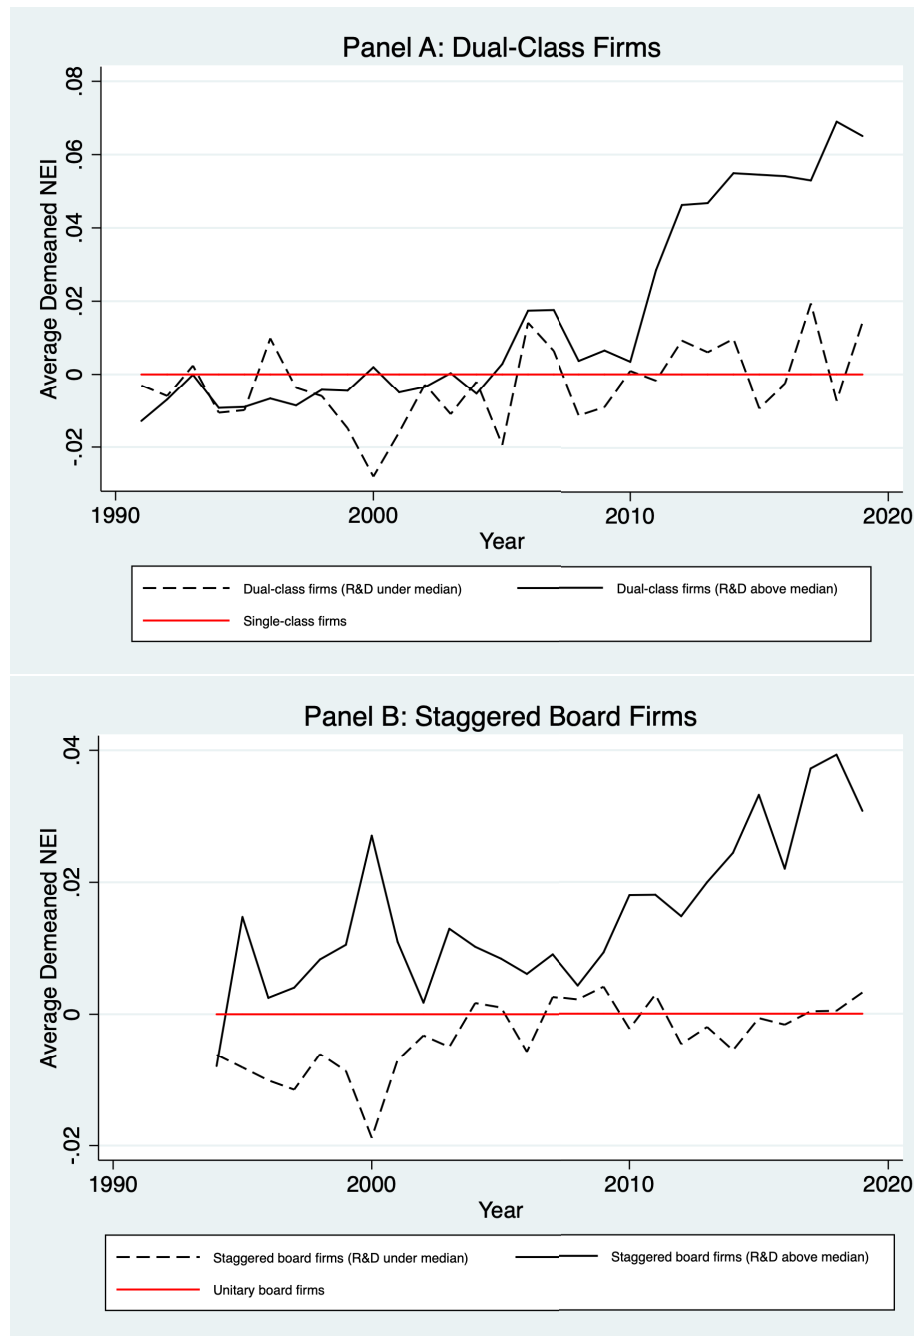 Panel A: Dual-Class Firms
Average Demeaned NEI
.08
.06
.04
.02
0
-.02
1990 2000 2010 2020
Year
Dual-class firms (R&D under median) Dual-class firms (R&D above median)
Single-class firms
Panel B: Staggered Board Firms
Average Demeaned NEI
.04
.02
0
-.02
1990 2000 2010 2020
Year
Staggered board firms (R&D under median) Staggered board firms (R&D above median)
Unitary board firms